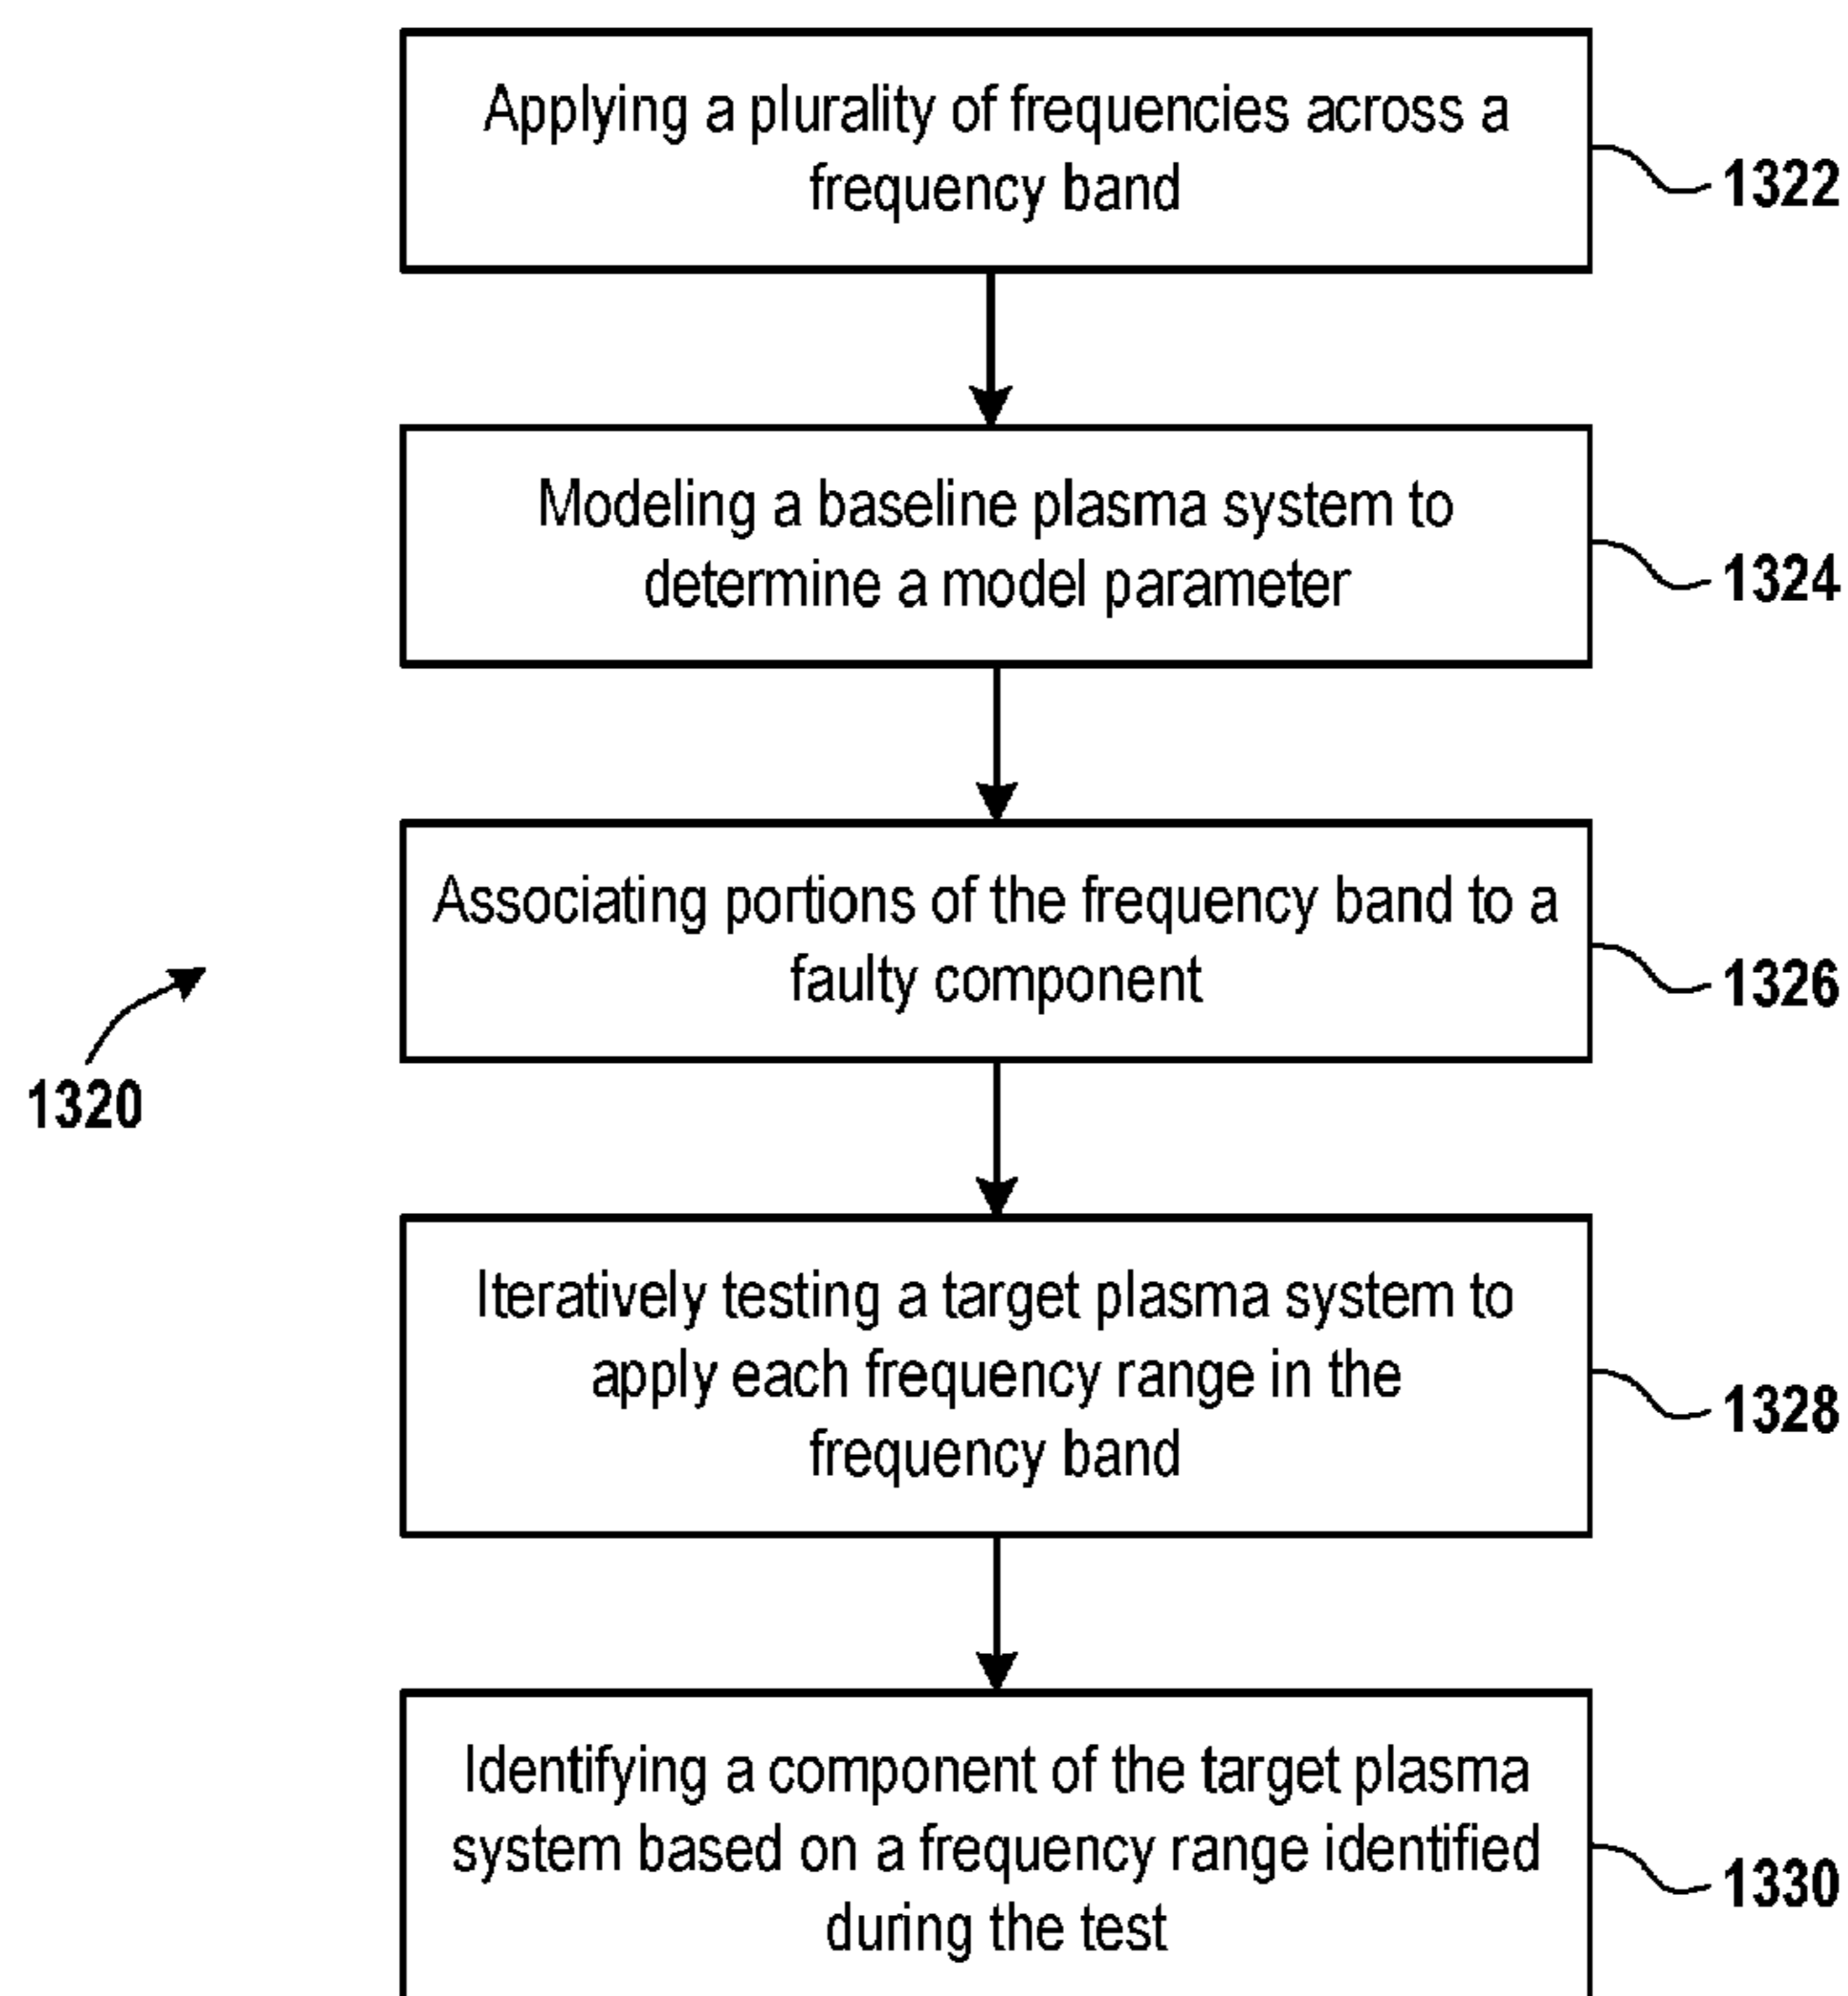 Applying a plurality of frequencies across a
frequency band
1322
Modeling a baseline plasma system to
determine a model parameter
1324
Associating portions of the frequency band to a
faulty component
1326
1320
Iteratively testing a target plasma system to
apply each frequency range in the
frequency band
1328
Identifying a component of the target plasma
system based on a frequency range identified
during the test
1330